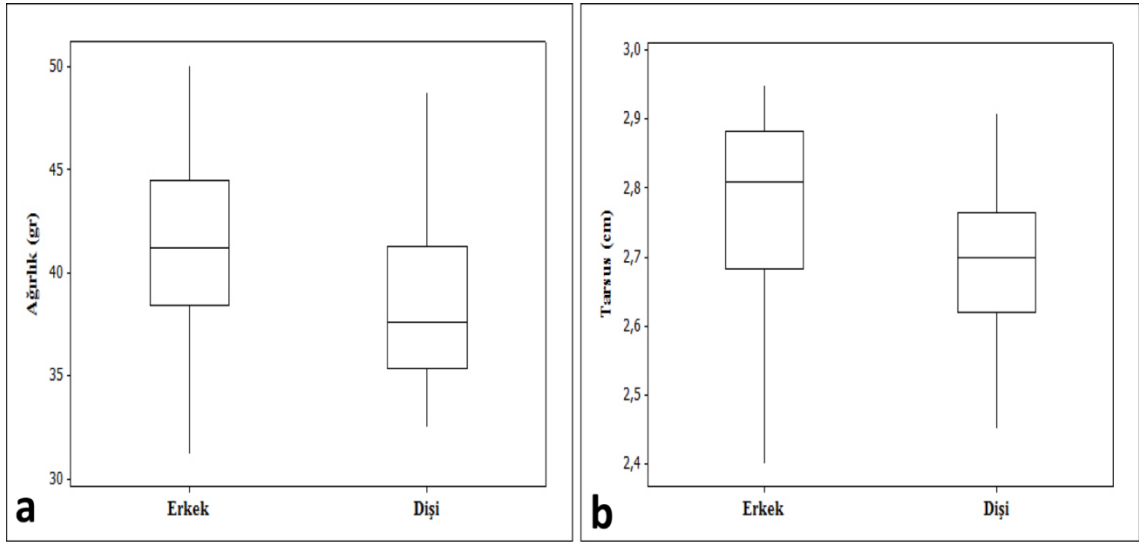 Ağırlık (gr)
50
45
40
35
30
Erkek
Dişi
a
Tarsus (cm)
3,0
2,9
2,8
2,7
2,6
2,5
2,4
Erkek
Dişi
b